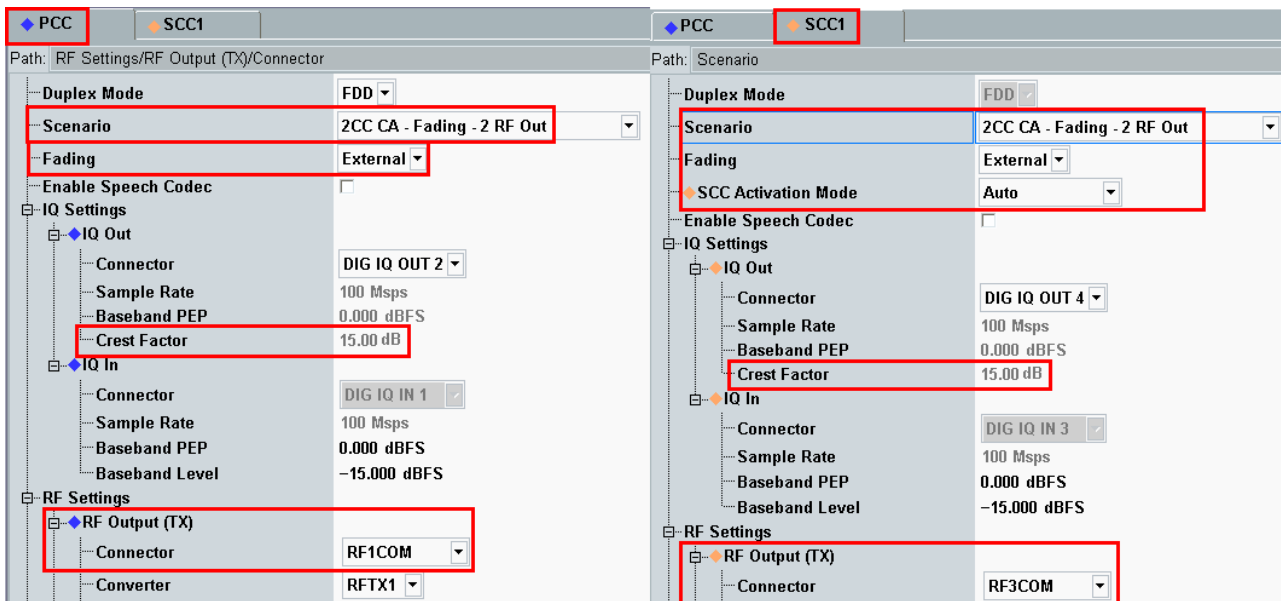 PCC SCC1
Path: RF Settings/RF Output (TX)/Connector
Duplex Mode FDD
Scenario 2CC CA - Fading - 2 RF Out
Fading External
Enable Speech Codec
IQ Settings
IQ Out
Connector DIG IQ OUT 2
Sample Rate 100 Msps
Baseband PEP 0.000 dBFS
Crest Factor 15.00 dB
IQ In
Connector DIG IQ IN 1
Sample Rate 100 Msps
Baseband PEP 0.000 dBFS
Baseband Level −15.000 dBFS
RF Settings
RF Output (TX)
Connector RF1COM
Converter RFTX1
PCC SCC1
Path: Scenario
Duplex Mode FDD
Scenario 2CC CA - Fading - 2 RF Out
Fading External
SCC Activation Mode Auto
Enable Speech Codec
IQ Settings
IQ Out
Connector DIG IQ OUT 4
Sample Rate 100 Msps
Baseband PEP 0.000 dBFS
Crest Factor 15.00 dB
IQ In
Connector DIG IQ IN 3
Sample Rate 100 Msps
Baseband PEP 0.000 dBFS
Baseband Level −15.000 dBFS
RF Settings
RF Output (TX)
Connector RF3COM